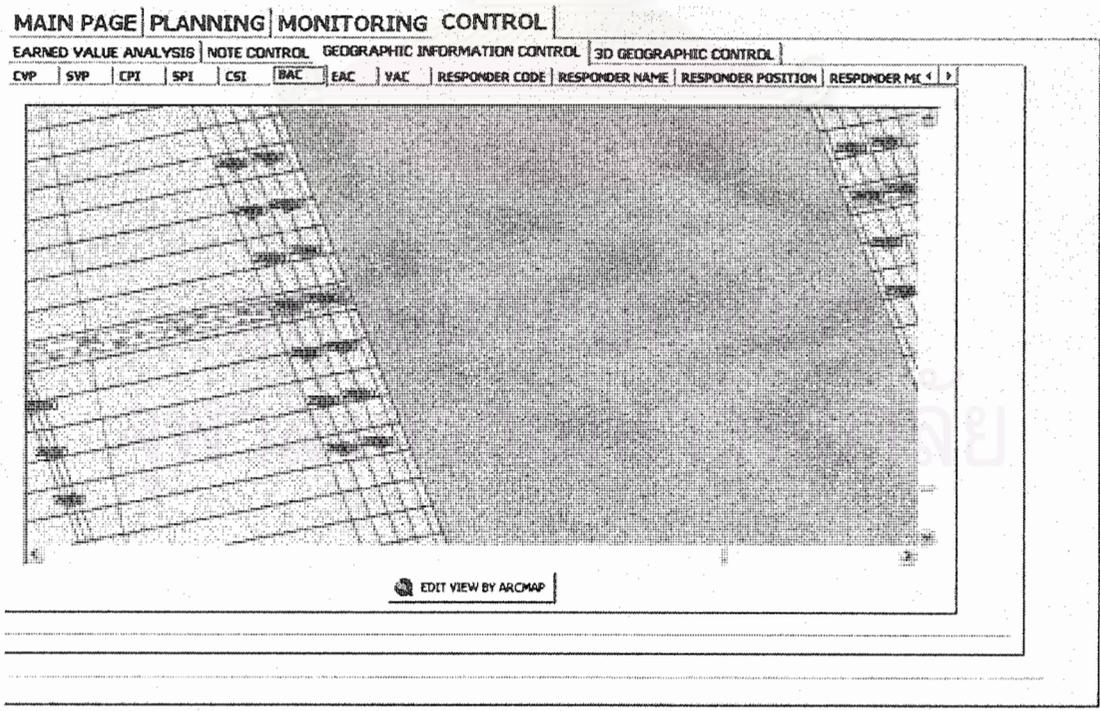 MAIN PAGE PLANNING MONITORING CONTROL
EARNED VALUE ANALYSIS NOTE CONTROL GEOGRAPHIC INFORMATION CONTROL 3D GEOGRAPHIC CONTROL
CVP SVP CPI SPI CSI BAC EAC VAC RESPONDER CODE RESPONDER NAME RESPONDER POSITION RESPONDER
EDIT VIEW BY ARCMAP